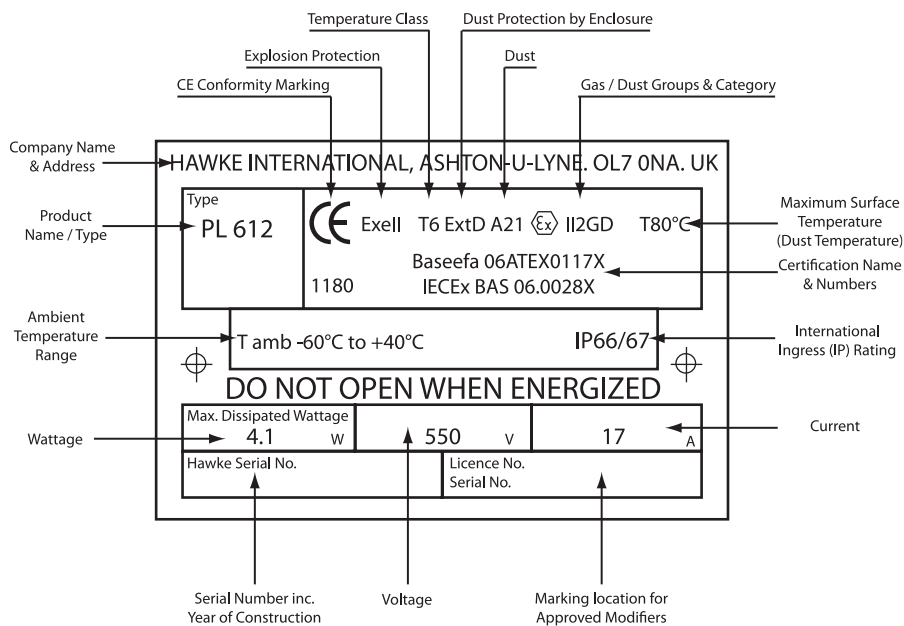 Temperature Class
Dust Protection by Enclosure
Explosion Protection
Dust
CE Conformity Marking
Gas / Dust Groups & Category
Company Name
& Address
HAWKE INTERNATIONAL, ASHTON-U-LYNE. OL7 0NA. UK
Product
Name / Type
Type
PL 612
CE ExeII T6 ExtD A21 Ex II2GD T80°C
Baseefa 06ATEX0117X
1180 IECEx BAS 06.0028X
Maximum Surface
Temperature
(Dust Temperature)
Certification Name
& Numbers
Ambient
Temperature
Range
T amb -60°C to +40°C IP66/67
International
Ingress (IP) Rating
DO NOT OPEN WHEN ENERGIZED
Wattage
Max. Dissipated Wattage
4.1 W 550 V 17 A
Current
Hawke Serial No.
Licence No.
Serial No.
Serial Number inc.
Year of Construction
Voltage
Marking location for
Approved Modifiers